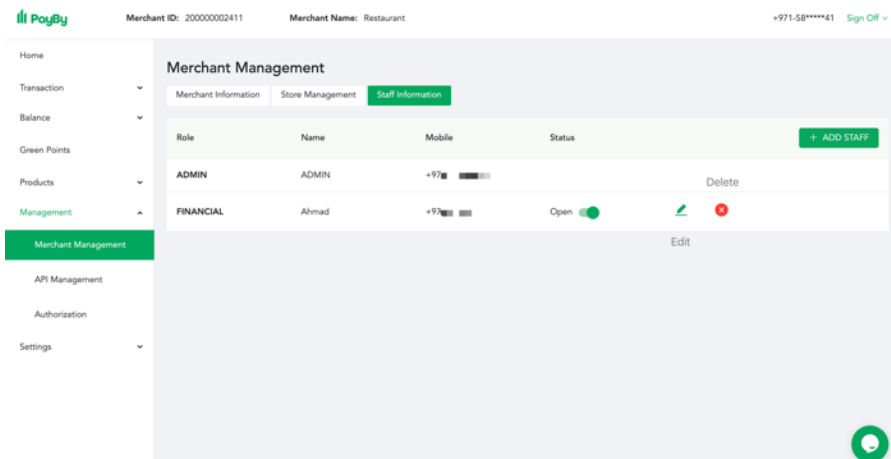 PayBy Merchant ID: 200000002411 Merchant Name: Restaurant +971-58*****41 Sign Off
Home
Transaction
Balance
Green Points
Products
Management
Merchant Management
API Management
Authorization
Settings
Merchant Management
Merchant Information Store Management Staff Information
Role Name Mobile Status + ADD STAFF
ADMIN ADMIN +97
Delete
FINANCIAL Ahmad +97 Open
Edit